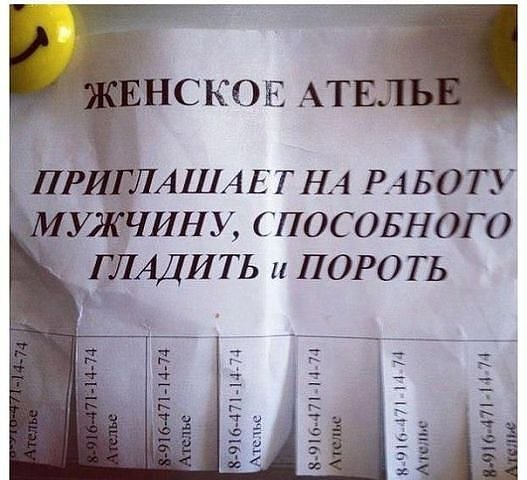 ЖЕНСКОЕ АТЕЛЬЕ
ПРИГЛАШАЕТ НА РАБОТУ
МУЖЧИНУ, СПОСОБНОГО
ГЛАДИТЬ и ПОРОТЬ
8-916-471-14-74
Ателье
8-916-471-14-74
Ателье
8-916-471-14-74
Ателье
8-916-471-14-74
Ателье
8-916-471-14-74
Ателье
8-916-471-14-74
Ателье
8-916-471-14-74
Ателье